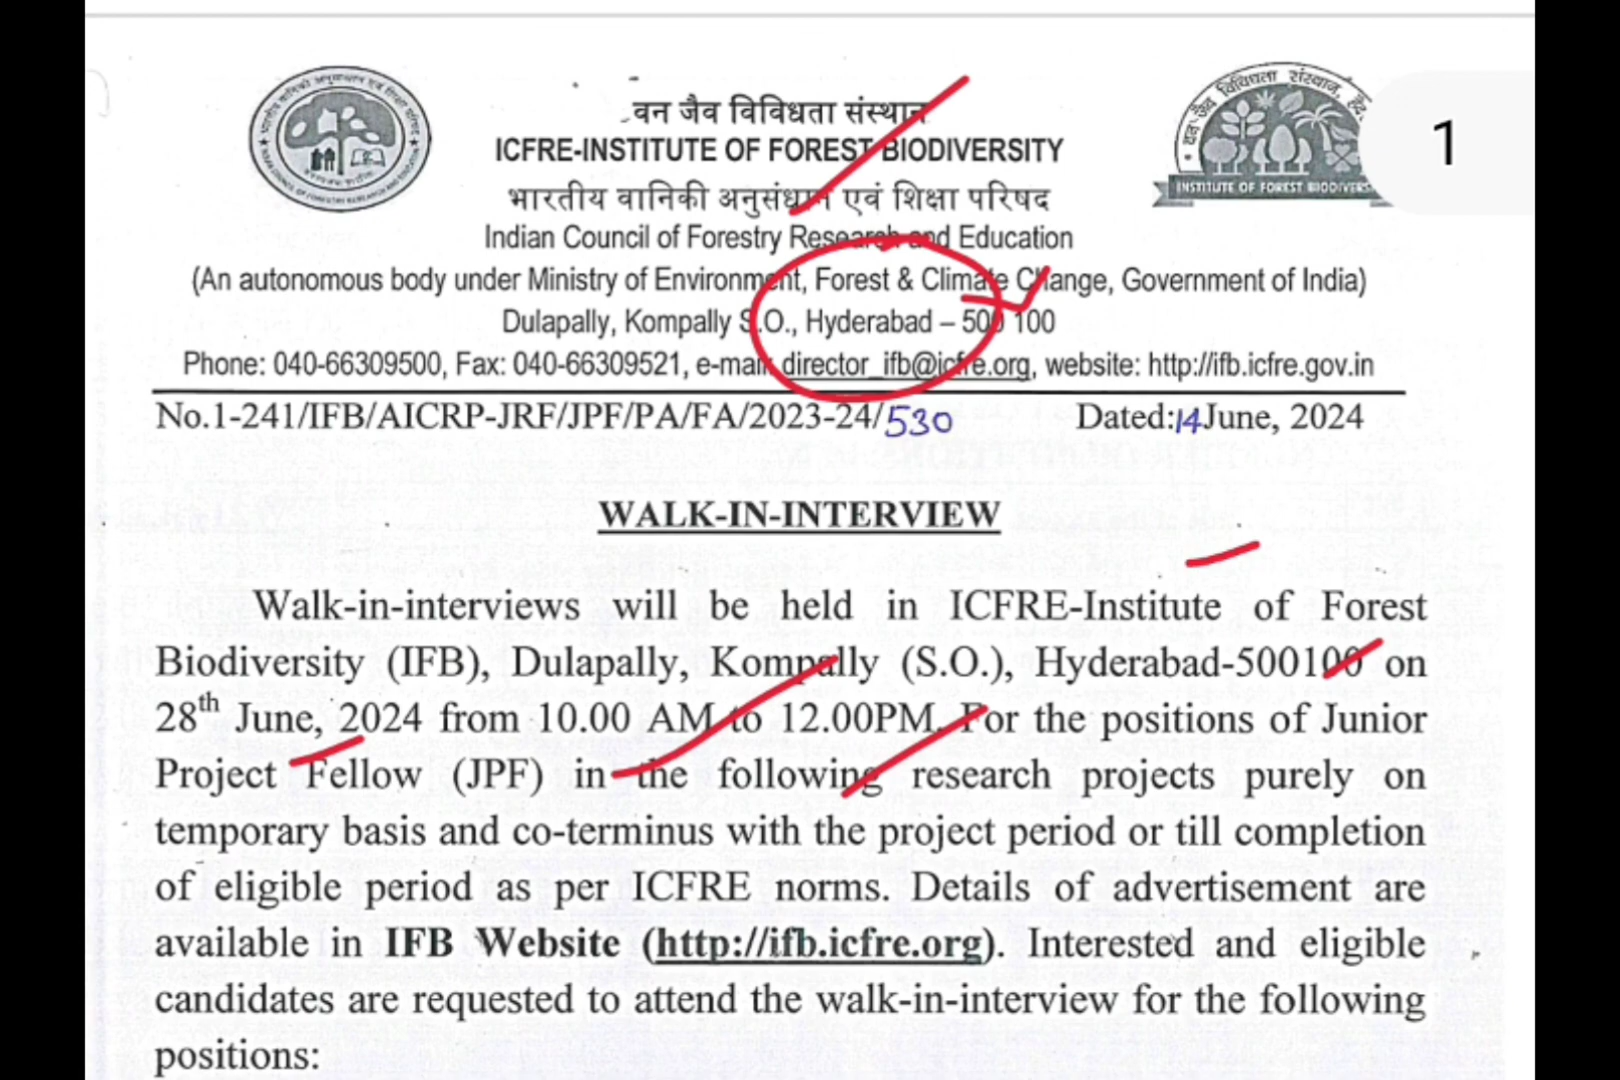 वन जैव विविधता संस्थान
ICFRE-INSTITUTE OF FOREST BIODIVERSITY
भारतीय वानिकी अनुसंधान एवं शिक्षा परिषद
Indian Council of Forestry Research and Education
(An autonomous body under Ministry of Environment, Forest & Climate Change, Government of India)
Dulapally, Kompally S.O., Hyderabad – 500 100
Phone: 040-66309500, Fax: 040-66309521, e-mail: director_ifb@icfre.org, website: http://ifb.icfre.gov.in
INSTITUTE OF FOREST
1
No.1-241/IFB/AICRP-JRF/JPF/PA/FA/2023-24/530 Dated:14June, 2024
WALK-IN-INTERVIEW
Walk-in-interviews will be held in ICFRE-Institute of Forest
Biodiversity (IFB), Dulapally, Kompally (S.O.), Hyderabad-500100 on
28th June, 2024 from 10.00 AM to 12.00PM. For the positions of Junior
Project Fellow (JPF) in the following research projects purely on
temporary basis and co-terminus with the project period or till completion
of eligible period as per ICFRE norms. Details of advertisement are
available in IFB Website (http://ifb.icfre.org). Interested and eligible
candidates are requested to attend the walk-in-interview for the following
positions: